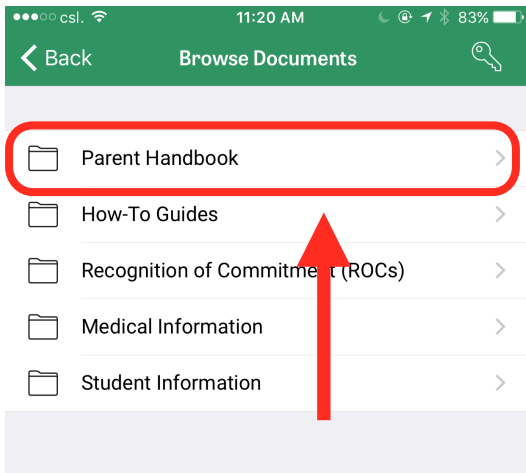 csl. 11:20 AM 83%
Back Browse Documents
Parent Handbook
How-To Guides
Recognition of Commitment (ROCs)
Medical Information
Student Information